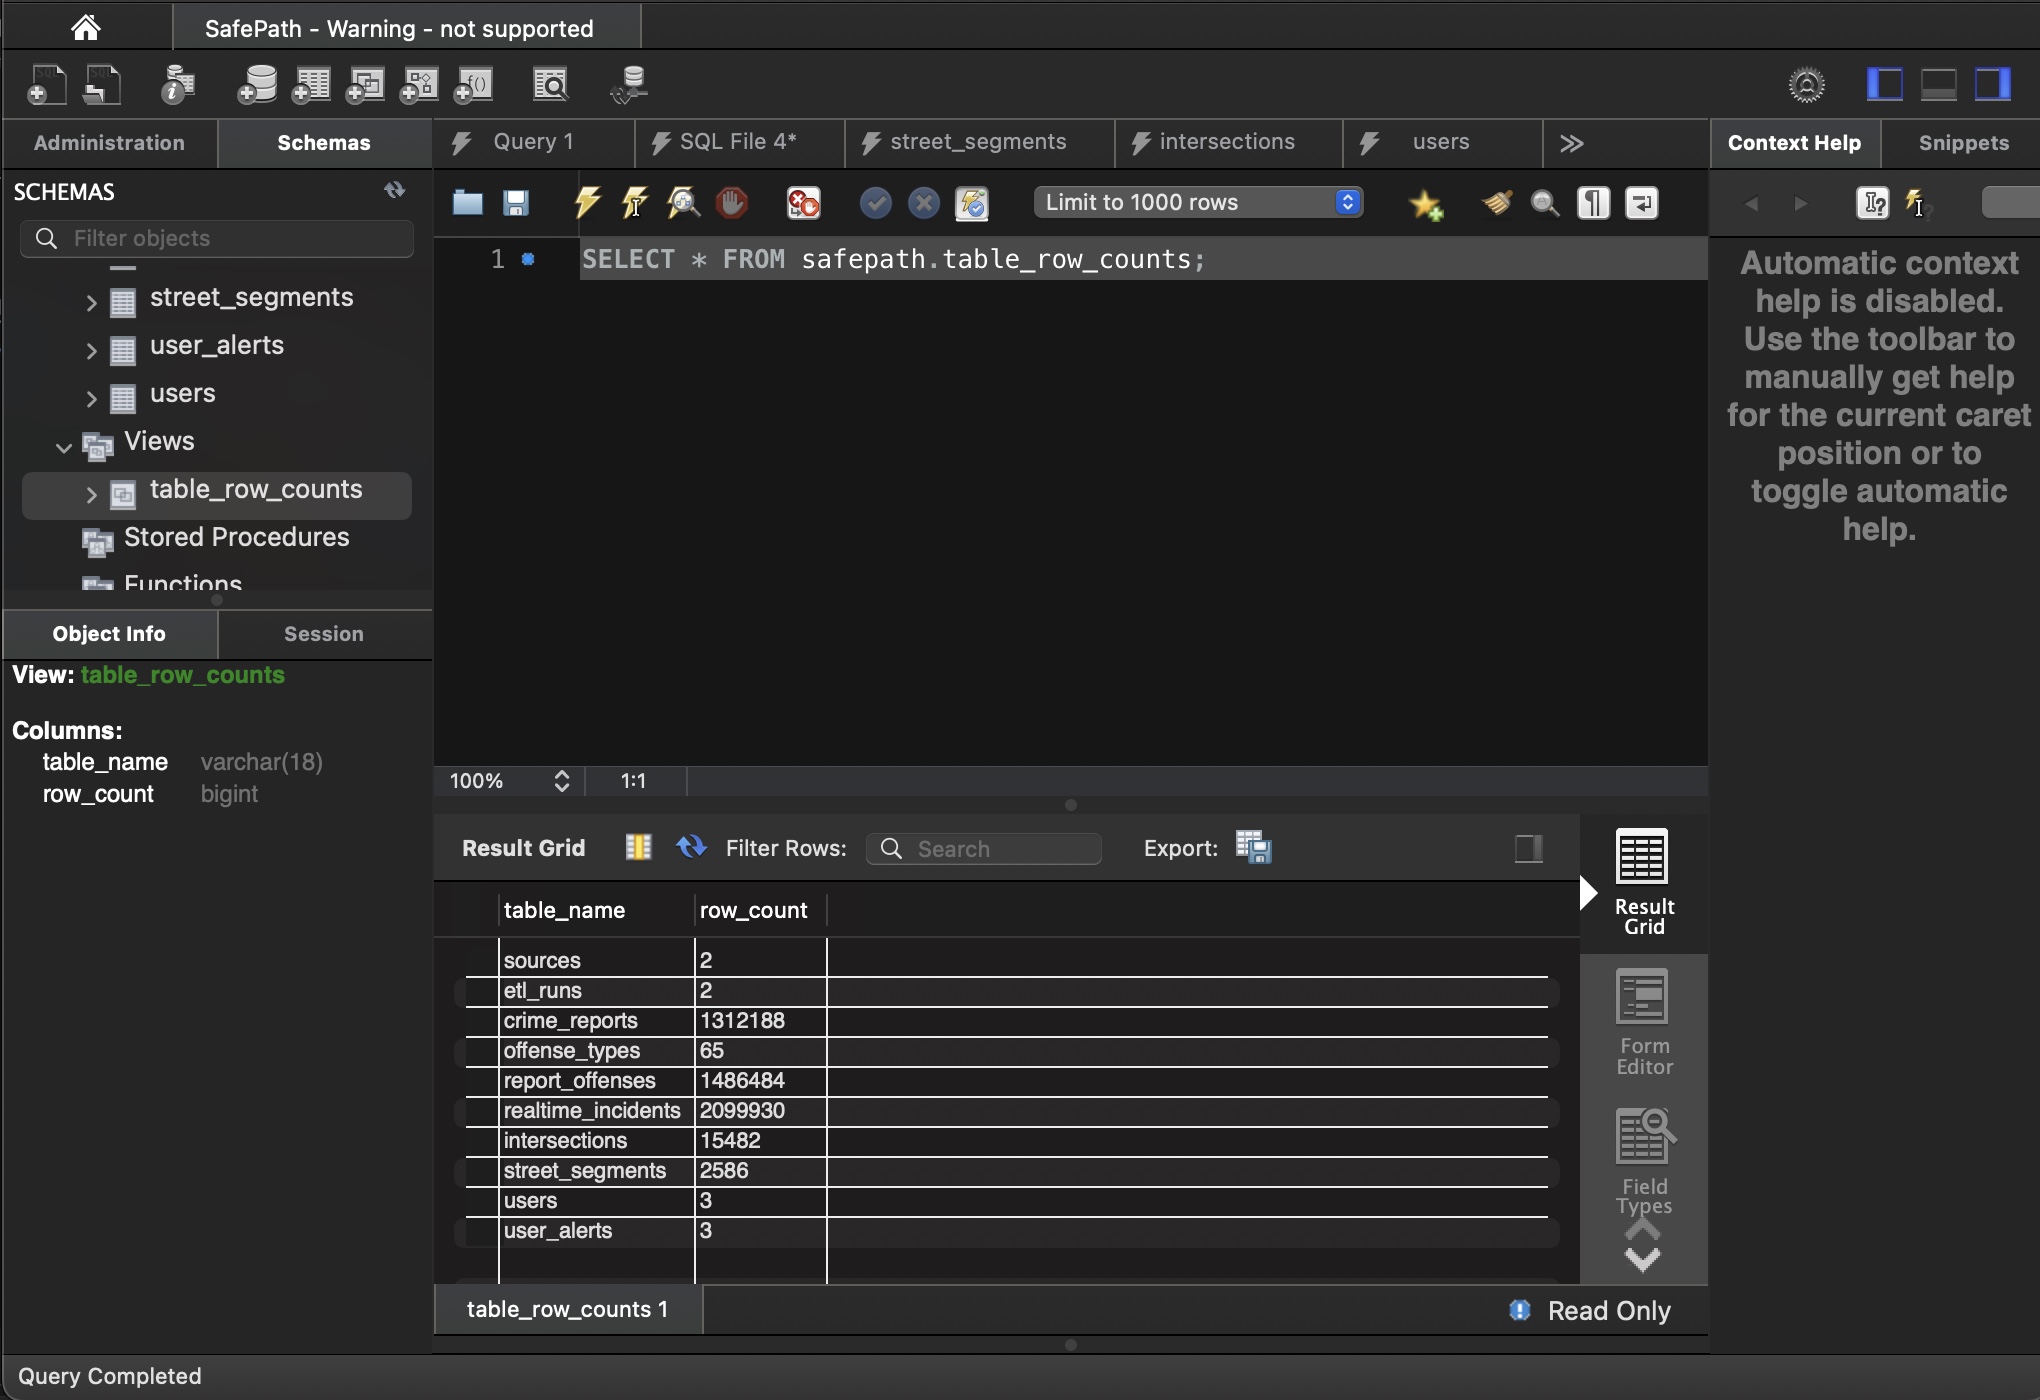 SafePath - Warning - not supported
Administration
Schemas
Query 1
SQL File 4*
street_segments
intersections
users
Context Help
Snippets
SCHEMAS
Filter objects
street_segments
user_alerts
users
Views
table_row_counts
Stored Procedures
Functions
Limit to 1000 rows
1
SELECT * FROM safepath.table_row_counts;
Automatic context
help is disabled.
Use the toolbar to
manually get help
for the current caret
position or to
toggle automatic
help.
Object Info
Session
View: table_row_counts
Columns:
table_name varchar(18)
row_count bigint
100%
1:1
Result Grid
Filter Rows:
Search
Export:
table_name row_count
sources 2
etl_runs 2
crime_reports 1312188
offense_types 65
report_offenses 1486484
realtime_incidents 2099930
intersections 15482
street_segments 2586
users 3
user_alerts 3
Result
Grid
Form
Editor
Field
Types
table_row_counts 1
Read Only
Query Completed